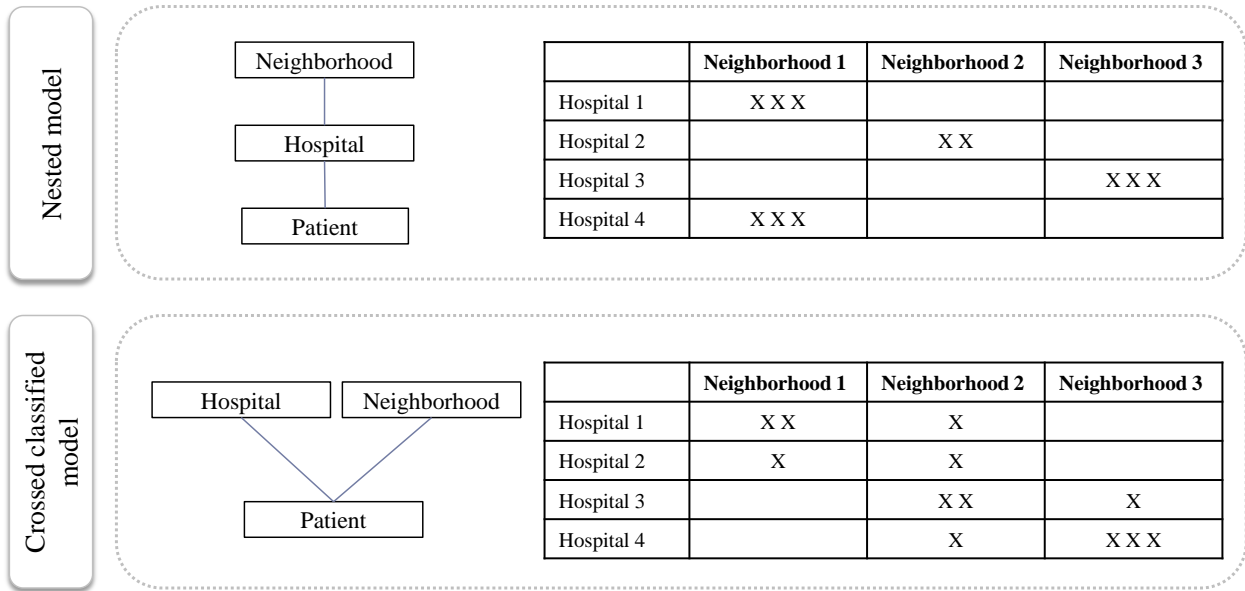 Nested model
Neighborhood
Hospital
Patient
Neighborhood 1 Neighborhood 2 Neighborhood 3
Hospital 1 X X X
Hospital 2 X X
Hospital 3 X X X
Hospital 4 X X X
Crossed classified
model
Hospital Neighborhood
Patient
Neighborhood 1 Neighborhood 2 Neighborhood 3
Hospital 1 X X X
Hospital 2 X X
Hospital 3 X X X
Hospital 4 X X X X